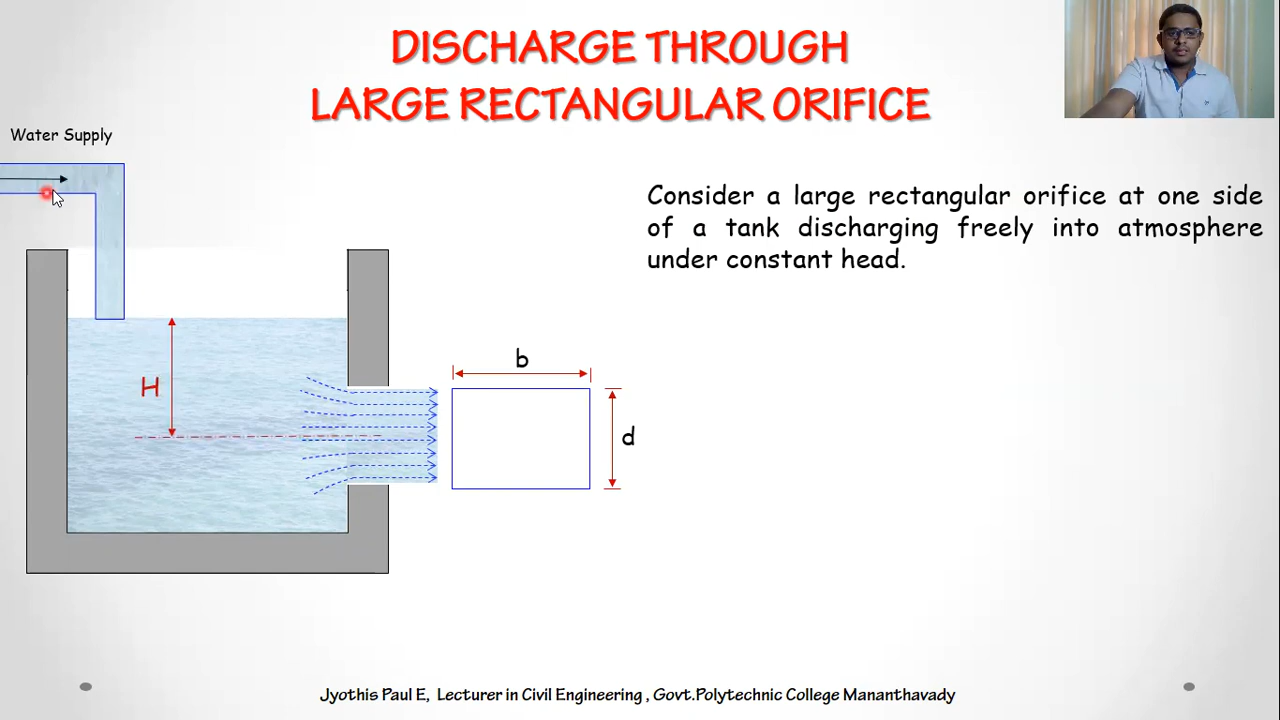 DISCHARGE THROUGH
LARGE RECTANGULAR ORIFICE
Water Supply
Consider a large rectangular orifice at one side
of a tank discharging freely into atmosphere
under constant head.
b
H
d
Jyothis Paul E, Lecturer in Civil Engineering , Govt.Polytechnic College Mananthavady